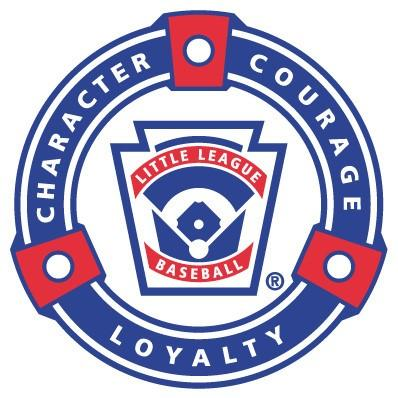 CHARACTER
COURAGE
LOYALTY
LITTLE LEAGUE
BASEBALL
®